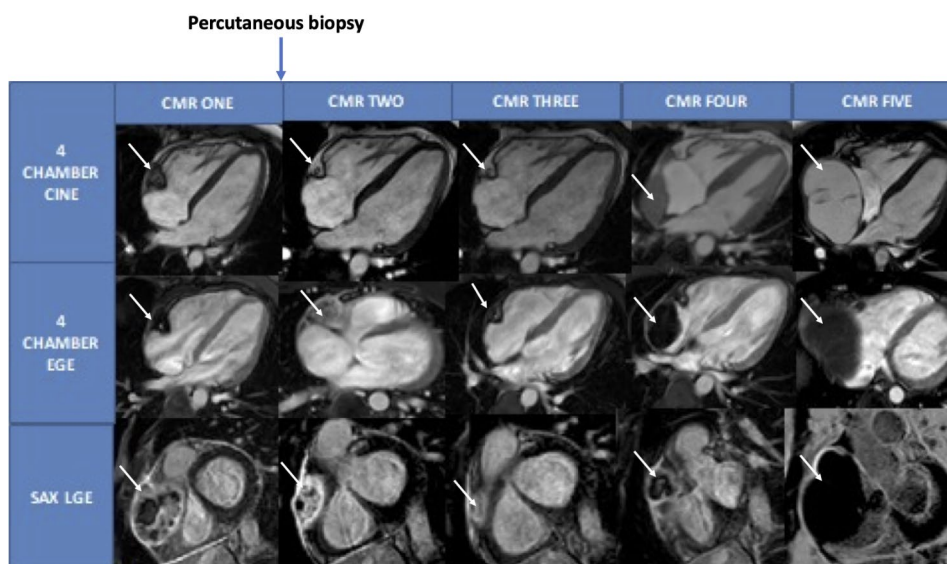 Percutaneous biopsy
CMR ONE
CMR TWO
CMR THREE
CMR FOUR
CMR FIVE
4
CHAMBER
CINE
4
CHAMBER
EGE
SAX LGE